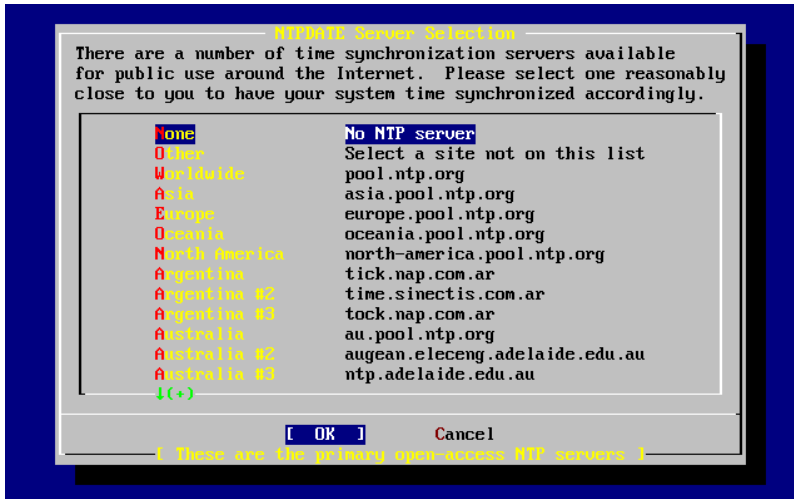 NTPDATE Server Selection
There are a number of time synchronization servers available
for public use around the Internet.  Please select one reasonably
close to you to have your system time synchronized accordingly.
None No NTP server
Other Select a site not on this list
Worldwide pool.ntp.org
Asia asia.pool.ntp.org
Europe europe.pool.ntp.org
Oceania oceania.pool.ntp.org
North America north-america.pool.ntp.org
Argentina tick.nap.com.ar
Argentina #2 time.sinectis.com.ar
Argentina #3 tock.nap.com.ar
Australia au.pool.ntp.org
Australia #2 augean.eleceng.adelaide.edu.au
Australia #3 ntp.adelaide.edu.au
↓(+)
[ OK ] Cancel
[ These are the primary open-access NTP servers ]